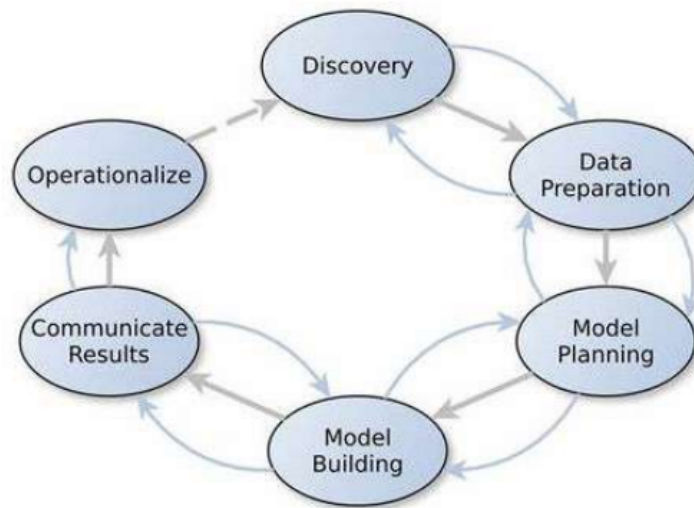 Discovery
Data
Preparation
Model
Planning
Model
Building
Communicate
Results
Operationalize